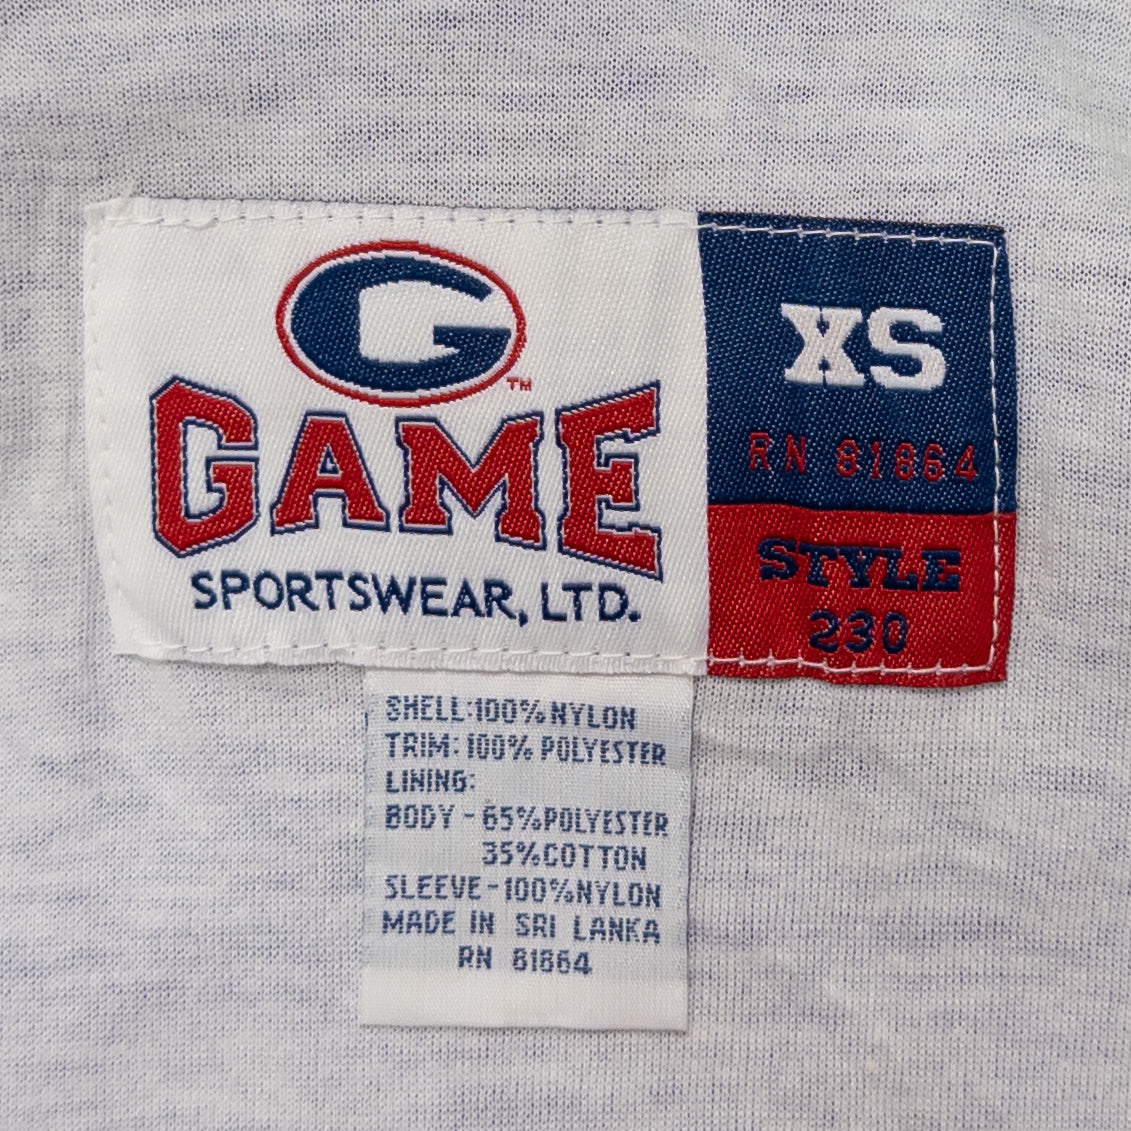 G
TM
GAME
SPORTSWEAR, LTD.
XS
RN 81864
STYLE
230
SHELL:100% NYLON
TRIM: 100% POLYESTER
LINING:
BODY - 65% POLYESTER
35% COTTON
SLEEVE - 100% NYLON
MADE IN SRI LANKA
RN 81864